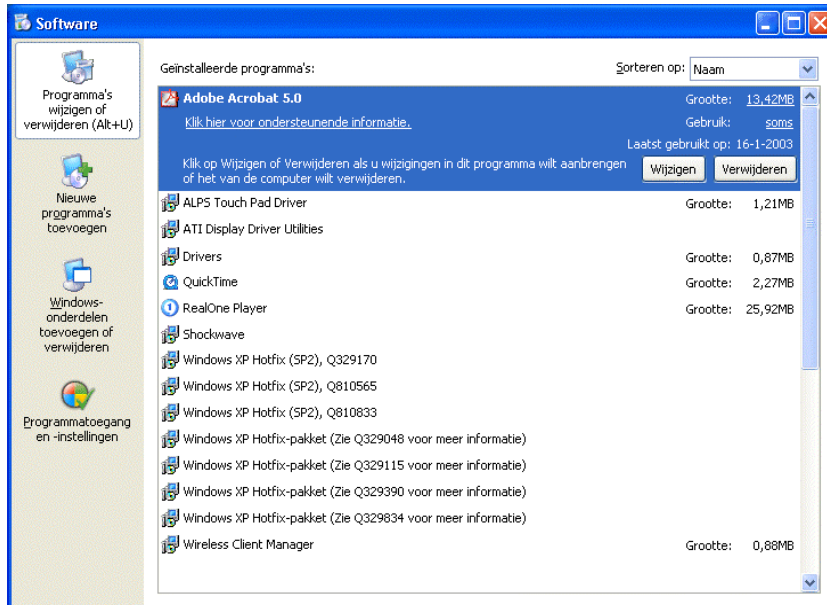 Software
Programma's
wijzigen of
verwijderen (Alt+U)
Nieuwe
programma's
toevoegen
Windows-
onderdelen
toevoegen of
verwijderen
Programmatoegang
en -instellingen
Geïnstalleerde programma's:
Sorteren op: Naam
Adobe Acrobat 5.0 Grootte: 13,42MB
Klik hier voor ondersteunende informatie. Gebruik: soms
Laatst gebruikt op: 16-1-2003
Klik op Wijzigen of Verwijderen als u wijzigingen in dit programma wilt aanbrengen
of het van de computer wilt verwijderen.
Wijzigen Verwijderen
ALPS Touch Pad Driver Grootte: 1,21MB
ATI Display Driver Utilities
Drivers Grootte: 0,87MB
QuickTime Grootte: 2,27MB
RealOne Player Grootte: 25,92MB
Shockwave
Windows XP Hotfix (SP2), Q329170
Windows XP Hotfix (SP2), Q810565
Windows XP Hotfix (SP2), Q810833
Windows XP Hotfix-pakket (Zie Q329048 voor meer informatie)
Windows XP Hotfix-pakket (Zie Q329115 voor meer informatie)
Windows XP Hotfix-pakket (Zie Q329390 voor meer informatie)
Windows XP Hotfix-pakket (Zie Q329834 voor meer informatie)
Wireless Client Manager Grootte: 0,88MB